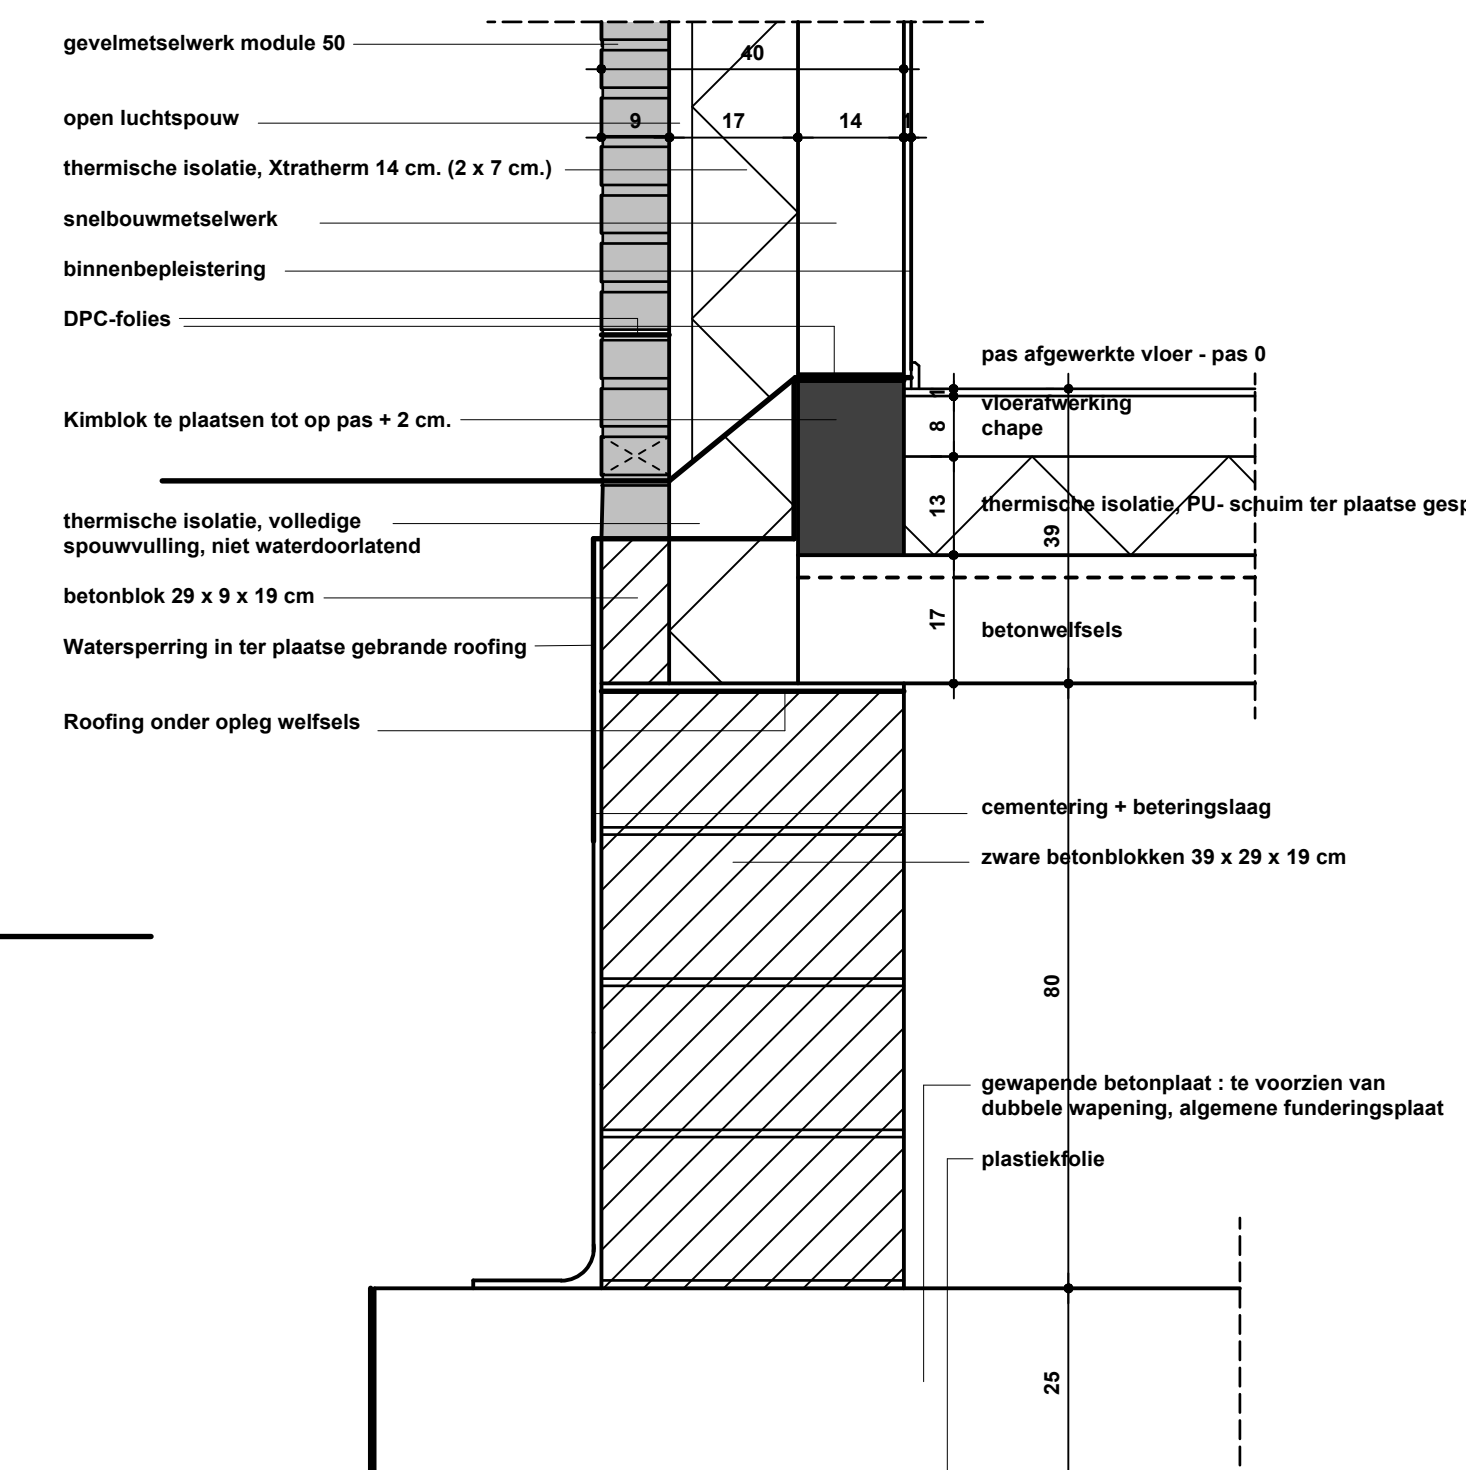 gevelmetselwerk module 50
40
open luchtspouw
9
17
14
1
thermische isolatie, Xtratherm 14 cm. (2 x 7 cm.)
snelbouwmetselwerk
binnenbepleistering
DPC-folies
pas afgewerkte vloer - pas 0
1
vloerafwerking
Kimblok te plaatsen tot op pas + 2 cm.
8
chape
13
thermische isolatie, PU- schuim ter plaatse gesp
39
thermische isolatie, volledige
spouwvulling, niet waterdoorlatend
betonblok 29 x 9 x 19 cm
17
betonwelfsels
Watersperring in ter plaatse gebrande roofing
Roofing onder opleg welfsels
cementering + beteringslaag
zware betonblokken 39 x 29 x 19 cm
80
gewapende betonplaat : te voorzien van
dubbele wapening, algemene funderingsplaat
plastiekfolie
25